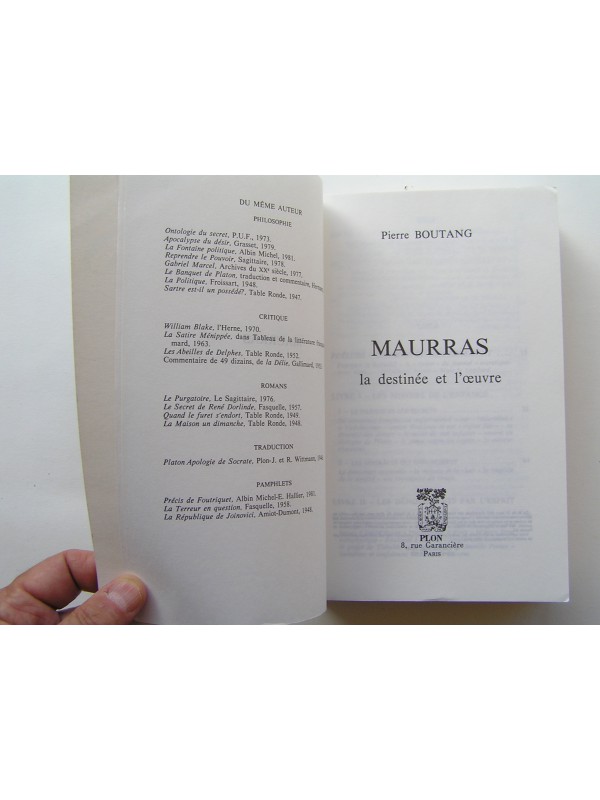 DU MÊME AUTEUR
PHILOSOPHIE
Ontologie du secret, P.U.F., 1973.
Apocalypse du désir, Grasset, 1979.
La Fontaine politique, Albin Michel, 1981.
Reprendre le Pouvoir, Sagittaire, 1978.
Gabriel Marcel, Archives du XXe siècle, 1977.
Le Banquet de Platon, traduction et commentaire,
La Politique, Froissart, 1948.
Sartre est-il un possédé?, Table Ronde, 1947.
CRITIQUE
William Blake, l'Herne, 1970.
La Satire Ménippée, dans Tableau de la littérature
mard, 1963.
Les Abeilles de Delphes, Table Ronde, 1952.
Commentaire de 49 dizains, de la Délie, Gallimard,
ROMANS
Le Purgatoire, Le Sagittaire, 1976.
Le Secret de René Dorlinde, Fasquelle, 1957.
Quand le furet s'endort, Table Ronde, 1949.
La Maison un dimanche, Table Ronde, 1948.
TRADUCTION
Platon Apologie de Socrate, Plon-J. et R. Wittmann,
PAMPHLETS
Précis de Foutriquet, Albin Michel-E. Hallier, 1981.
La Terreur en question, Fasquelle, 1958.
La République de Joinovici, Amiot-Dumont, 1948.
Pierre BOUTANG
MAURRAS
la destinée et l'œuvre
PLON
8, rue Garancière
PARIS